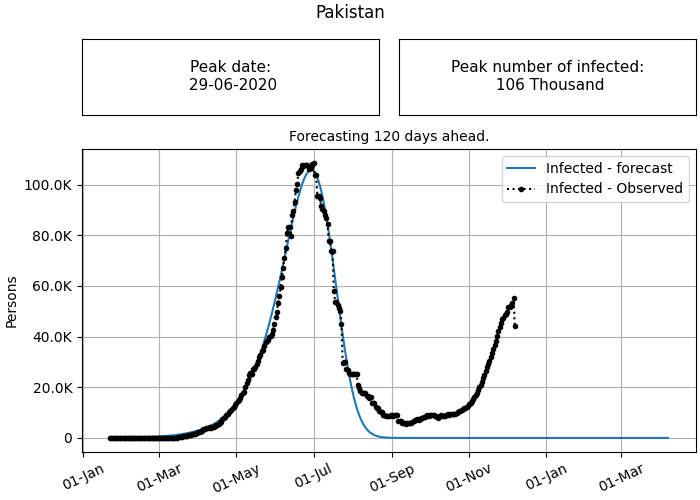 Pakistan
Peak date:
29-06-2020
Peak number of infected:
106 Thousand
Forecasting 120 days ahead.
Infected - forecast
Infected - Observed
Persons
100.0K
80.0K
60.0K
40.0K
20.0K
0
01-Jan
01-Mar
01-May
01-Jul
01-Sep
01-Nov
01-Jan
01-Mar